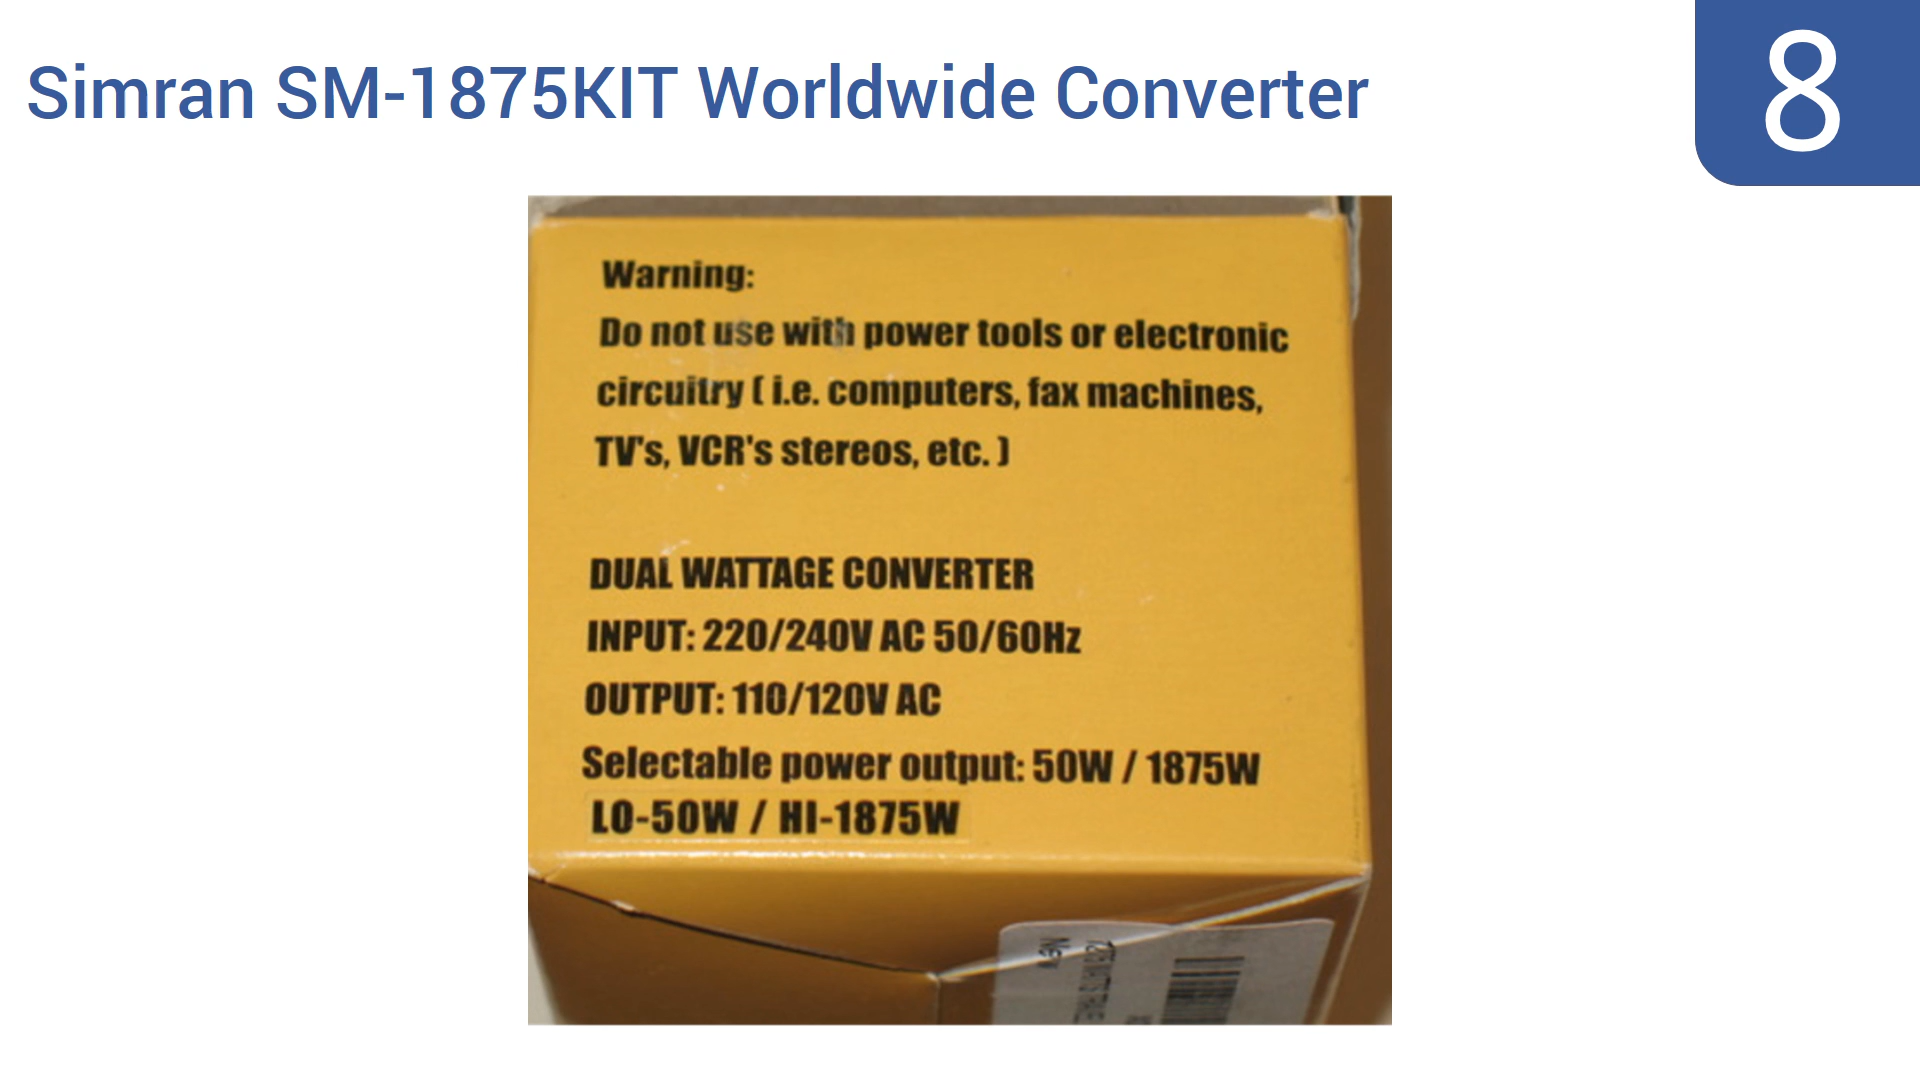 Simran SM-1875KIT Worldwide Converter
8
Warning:
Do not use with power tools or electronic
circuitry ( i.e. computers, fax machines,
TV's, VCR's stereos, etc. )
DUAL WATTAGE CONVERTER
INPUT: 220/240V AC 50/60Hz
OUTPUT: 110/120V AC
Selectable power output: 50W / 1875W
LO-50W / HI-1875W
New